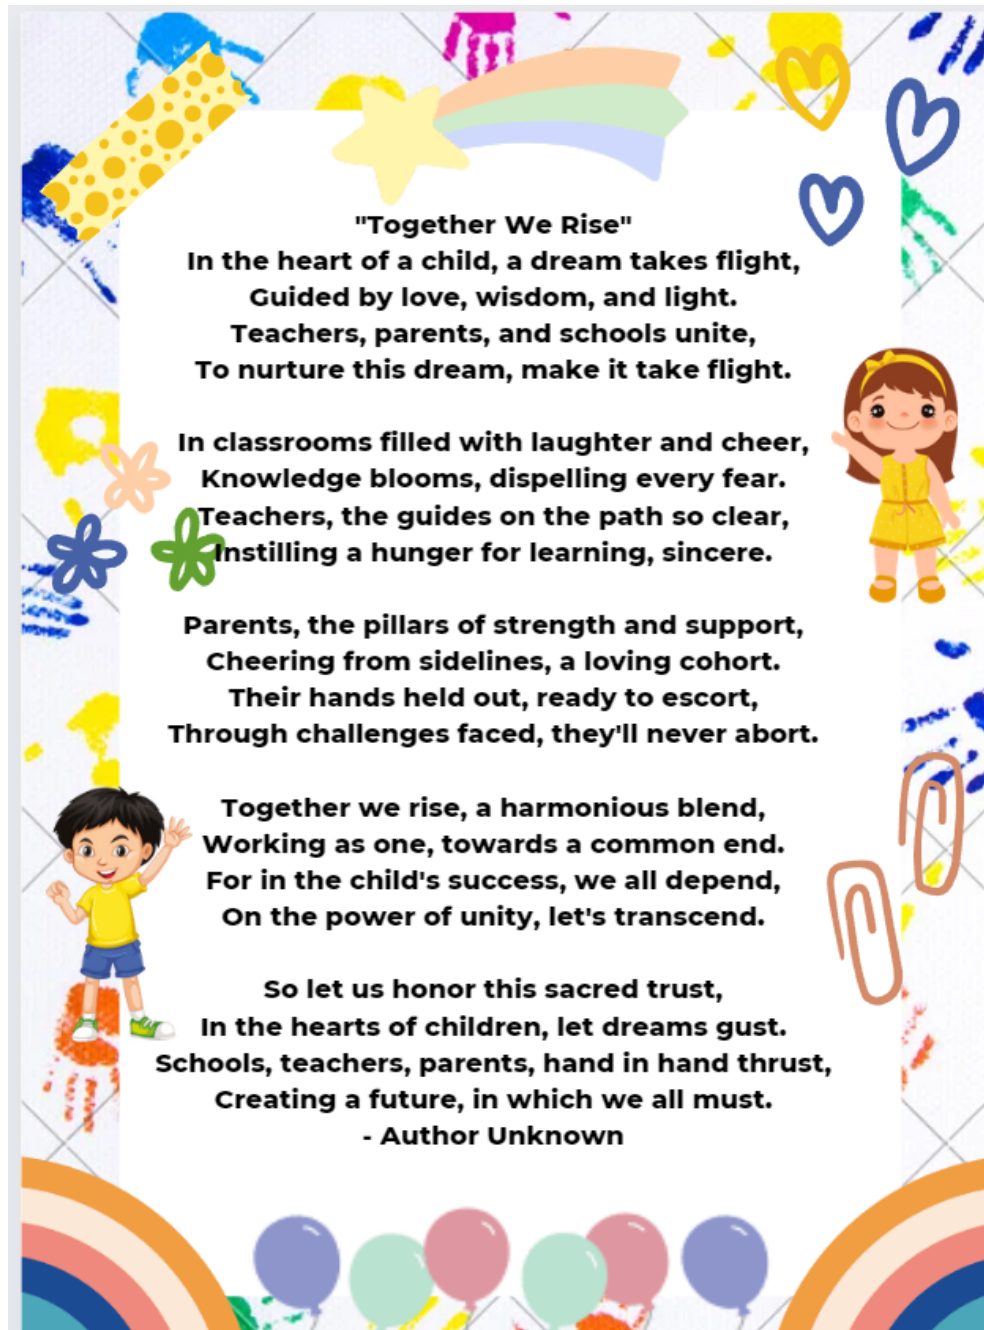 "Together We Rise"
In the heart of a child, a dream takes flight,
Guided by love, wisdom, and light.
Teachers, parents, and schools unite,
To nurture this dream, make it take flight.
In classrooms filled with laughter and cheer,
Knowledge blooms, dispelling every fear.
Teachers, the guides on the path so clear,
Instilling a hunger for learning, sincere.
Parents, the pillars of strength and support,
Cheering from sidelines, a loving cohort.
Their hands held out, ready to escort,
Through challenges faced, they'll never abort.
Together we rise, a harmonious blend,
Working as one, towards a common end.
For in the child's success, we all depend,
On the power of unity, let's transcend.
So let us honor this sacred trust,
In the hearts of children, let dreams gust.
Schools, teachers, parents, hand in hand thrust,
Creating a future, in which we all must.
- Author Unknown